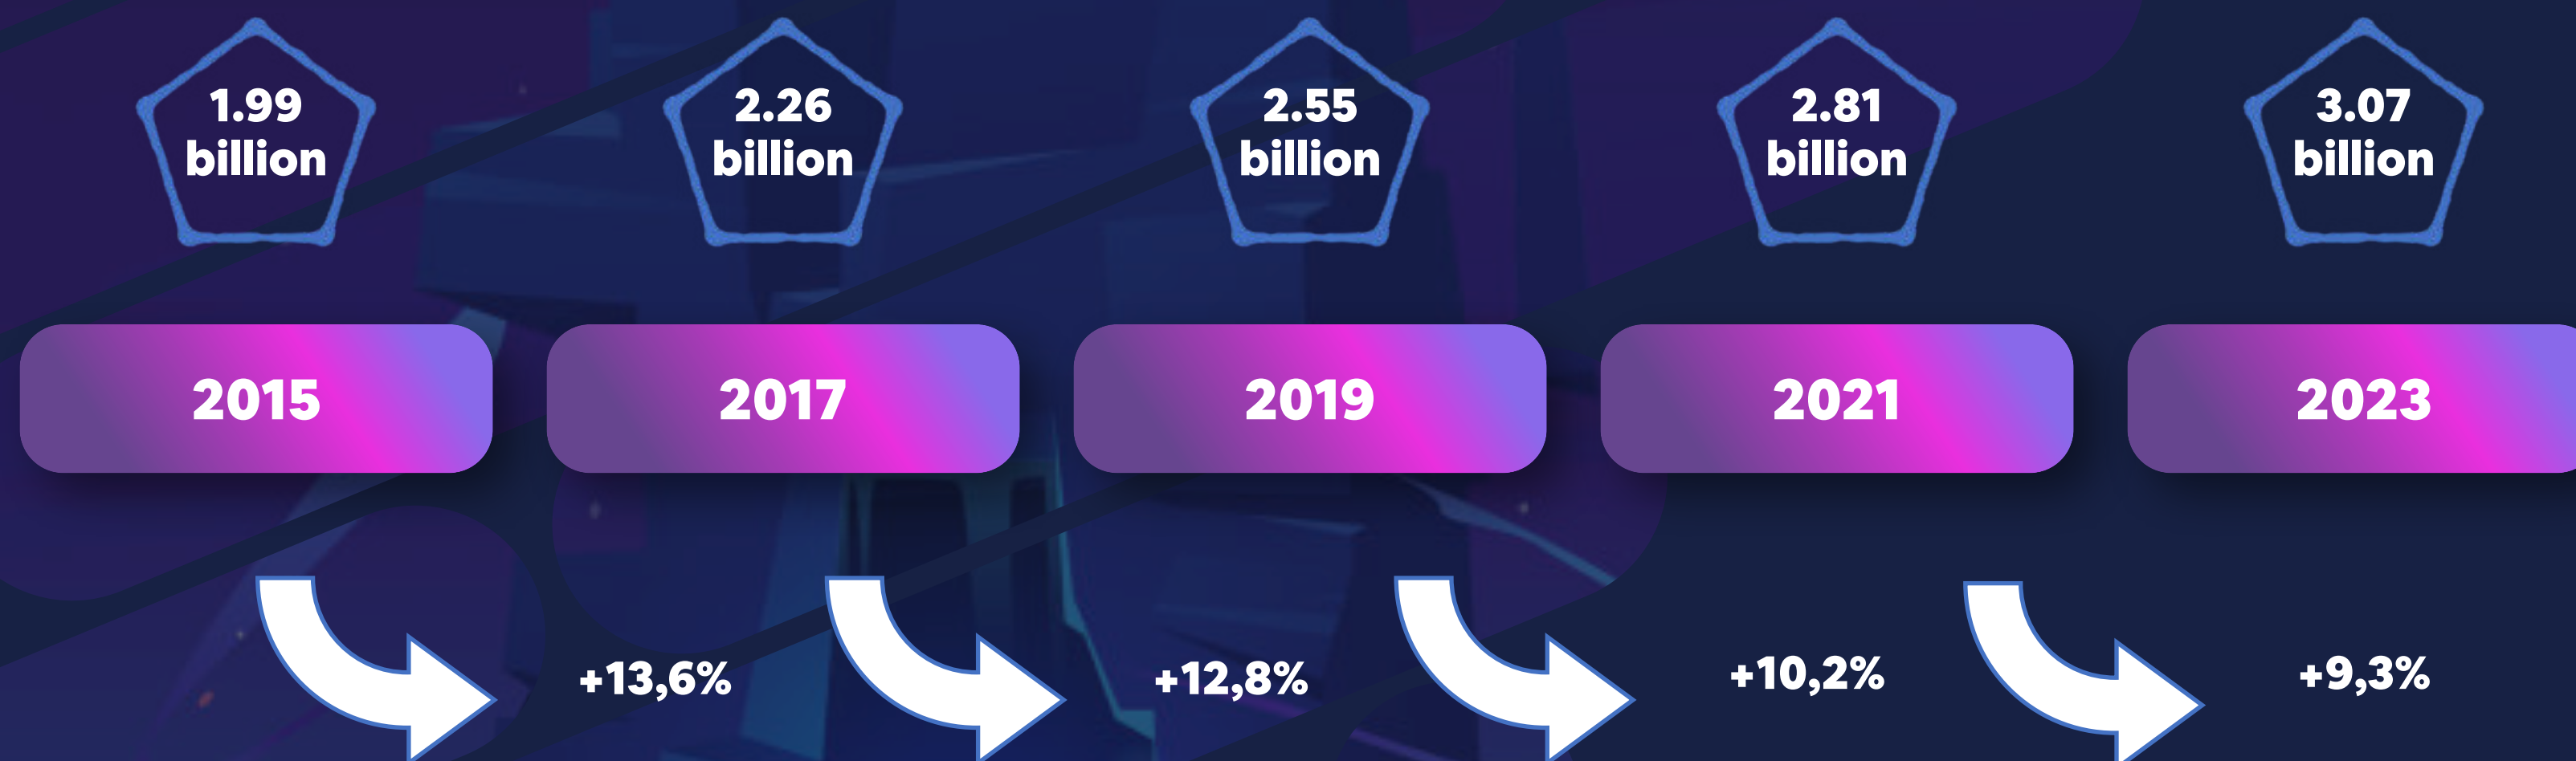 1.99
billion
2.26
billion
2.55
billion
2.81
billion
3.07
billion
2015
2017
2019
2021
2023
+13,6%
+12,8%
+10,2%
+9,3%